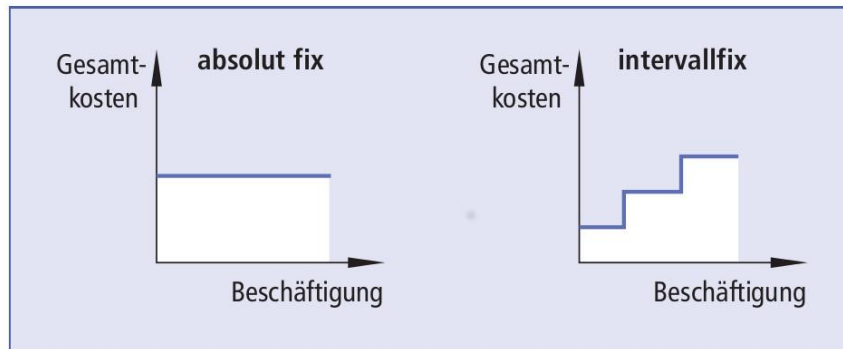 absolut fix
Gesamt-
kosten
Beschäftigung
intervallfix
Gesamt-
kosten
Beschäftigung